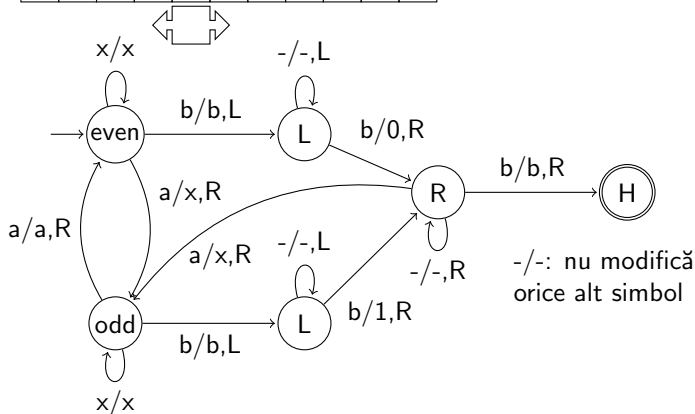 x/x
-/-,L
b/b,L
even
L
b/0,R
b/b,R
a/x,R
R
H
a/a,R
a/x,R
-/-,L
-/-,R
-/-: nu modifică
orice alt simbol
odd
L
b/1,R
b/b,L
x/x